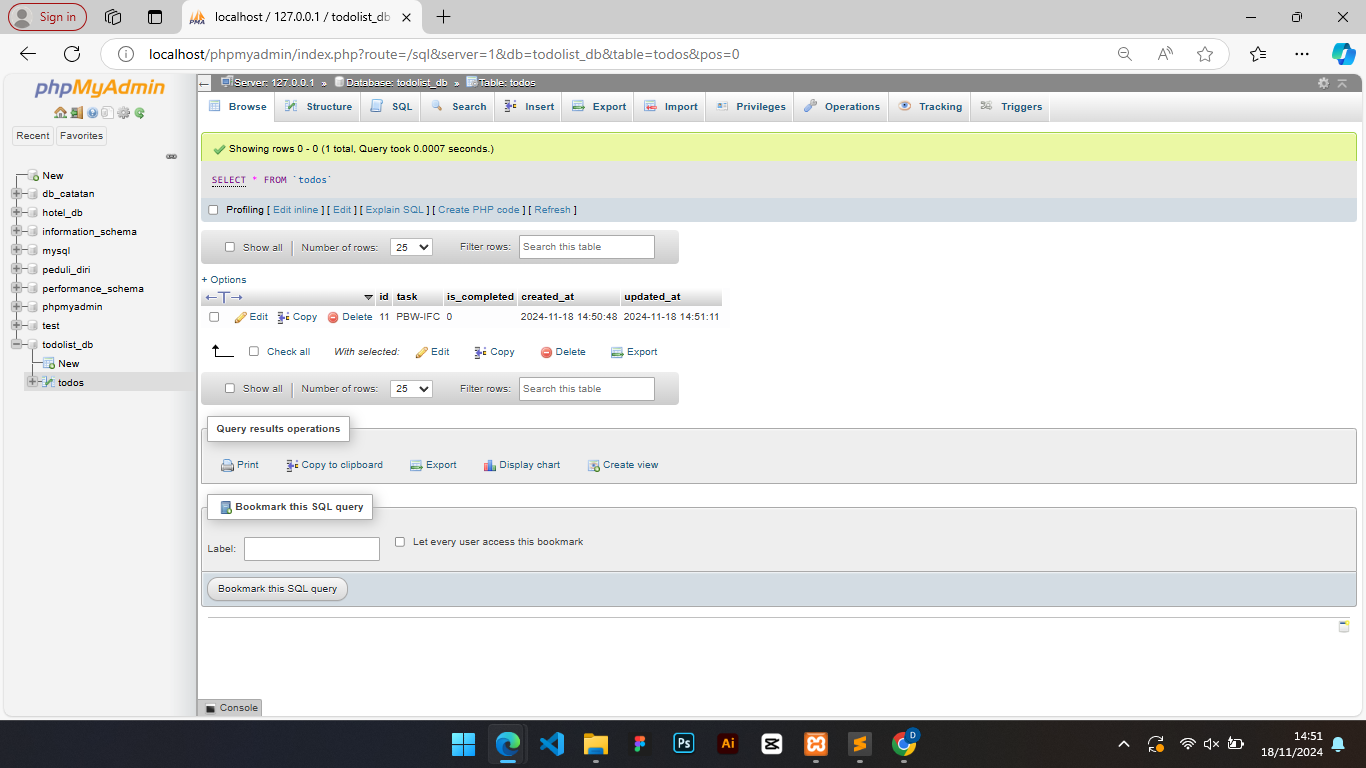 Sign in
localhost / 127.0.0.1 / todolist_db
localhost/phpmyadmin/index.php?route=/sql&server=1&db=todolist_db&table=todos&pos=0
phpMyAdmin
Recent Favorites
New
db_catatan
hotel_db
information_schema
mysql
peduli_diri
performance_schema
phpmyadmin
test
todolist_db
New
todos
Server: 127.0.0.1 » Database: todolist_db » Table: todos
Browse Structure SQL Search Insert Export Import Privileges Operations Tracking Triggers
Showing rows 0 - 0 (1 total, Query took 0.0007 seconds.)
SELECT * FROM `todos`
Profiling [ Edit inline ] [ Edit ] [ Explain SQL ] [ Create PHP code ] [ Refresh ]
Show all Number of rows: 25 Filter rows: Search this table
+ Options
id task is_completed created_at updated_at
Edit Copy Delete 11 PBW-IFC 0 2024-11-18 14:50:48 2024-11-18 14:51:11
Check all With selected: Edit Copy Delete Export
Show all Number of rows: 25 Filter rows: Search this table
Query results operations
Print Copy to clipboard Export Display chart Create view
Bookmark this SQL query
Label: Let every user access this bookmark
Bookmark this SQL query
Console
Ps Ai D
14:51
18/11/2024